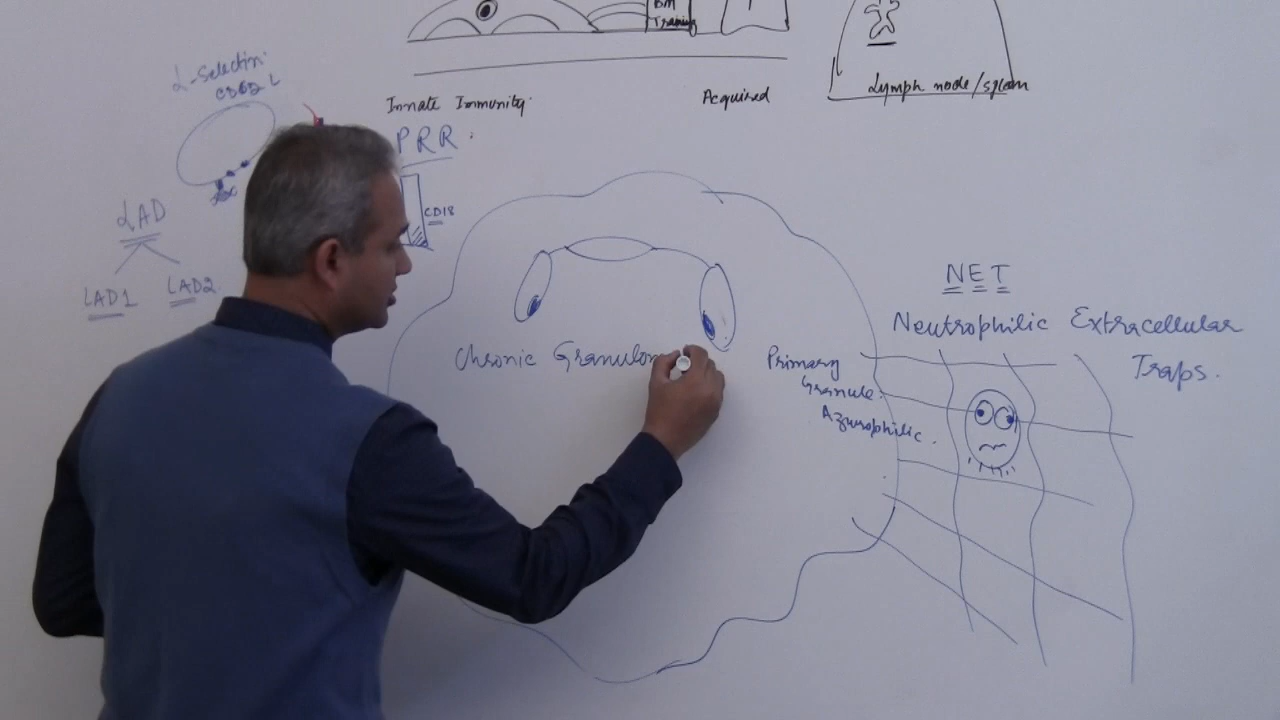 BM
Training
Innate Immunity.
Acquired
Lymph node/spleen
L-Selectin
CD62 L
PRR.
CD18
LAD
LAD1 LAD2.
NET
Neutrophilic Extracellular
Traps.
Chronic Granulom
Primary
Granule.
Azurophilic.